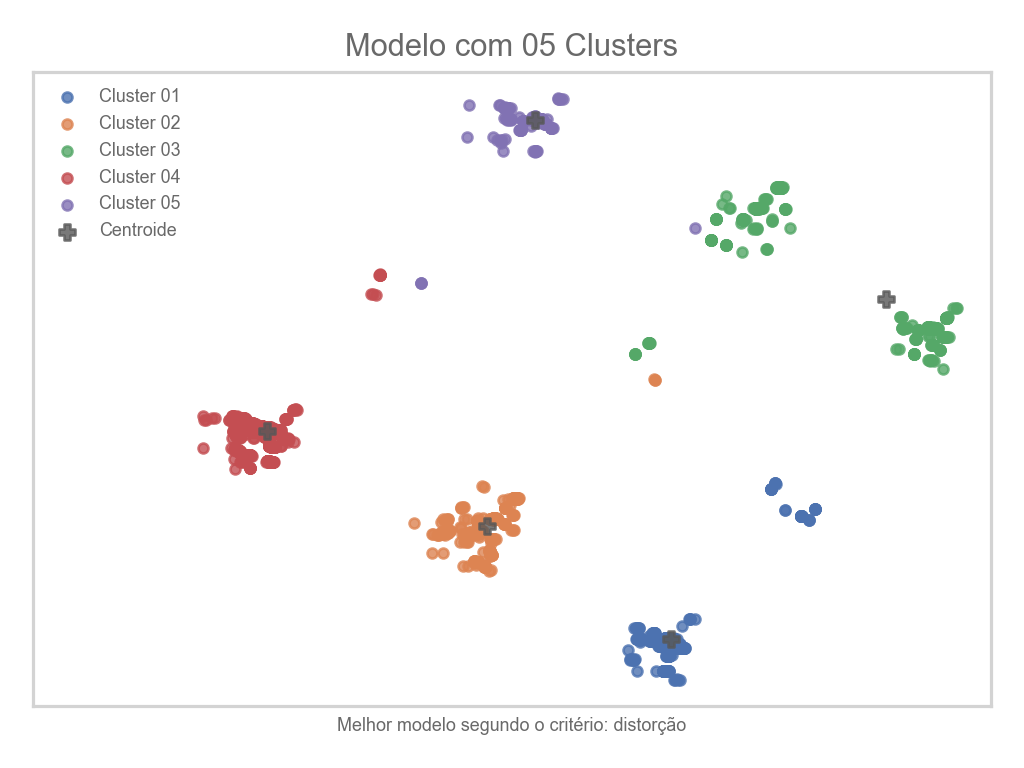 Modelo com 05 Clusters
Cluster 01
Cluster 02
Cluster 03
Cluster 04
Cluster 05
Centroide
Melhor modelo segundo o critério: distorção